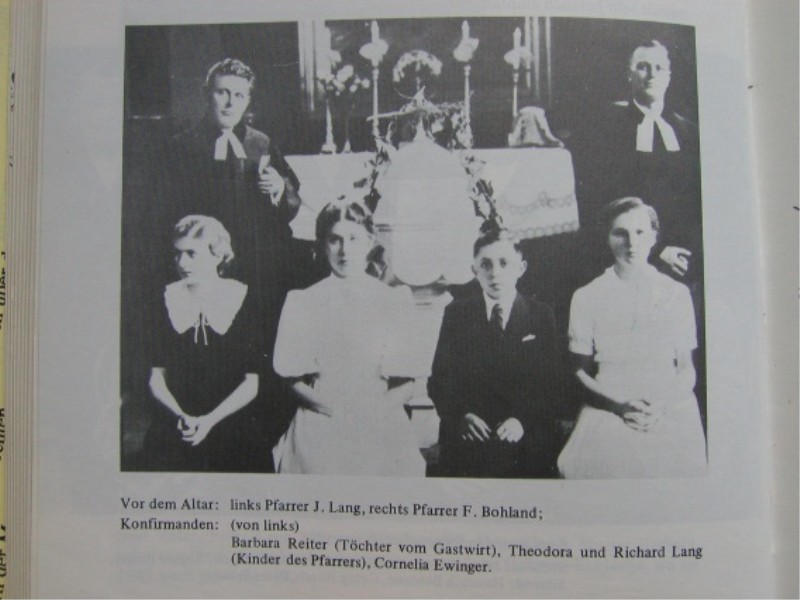 Vor dem Altar: links Pfarrer J. Lang, rechts Pfarrer F. Bohland;
Konfirmanden: (von links)
Barbara Reiter (Töchter vom Gastwirt), Theodora und Richard Lang
(Kinder des Pfarrers), Cornelia Ewinger.